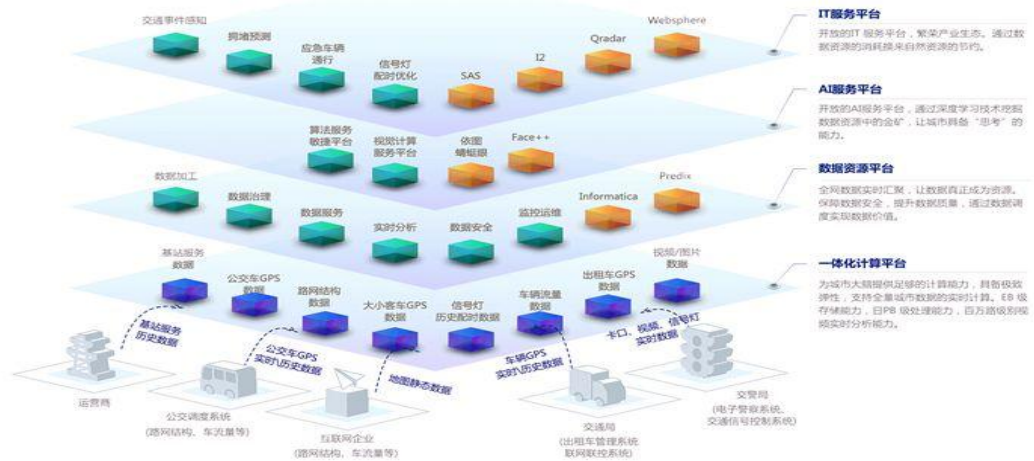 交通事件感知
拥堵预测
应急车辆
通行
信号灯
配时优化
SAS
I2
Qradar
Websphere
IT服务平台
开放的IT 服务平台，繁荣产业生态。通过数
据资源的消耗换来自然资源的节约。
算法服务
敏捷平台
视觉计算
服务平台
依图
蜻蜓眼
Face++
AI服务平台
开放的AI服务平台，通过深度学习技术挖掘
数据资源中的金矿，让城市具备“思考”的
能力。
数据加工
数据治理
数据服务
实时分析
数据安全
监控运维
Informatica
Predix
数据资源平台
全网数据实时汇聚，让数据真正成为资源。
保障数据安全，提升数据质量，通过数据调
度实现数据价值。
基站服务
数据
公交车GPS
数据
路网结构
数据
大小客车GPS
数据
信号灯
历史配时数据
车辆流量
数据
出租车GPS
数据
视频/图片
数据
一体化计算平台
为城市大脑提供足够的计算能力，具备极致
弹性，支持全量城市数据的实时计算。EB 级
存储能力，日PB 级处理能力，百万路级别视
频实时分析能力。
基站服务
历史数据
公交车GPS
实时\历史数据
地图静态数据
车辆GPS
实时\历史数据
卡口、视频、信号灯
实时数据
运营商
公交调度系统
(路网结构、车流量等)
互联网企业
(路网结构、车流量等)
交通局
(出租车管理系统
联网联控系统)
交警局
(电子警察系统、
交通信号控制系统)